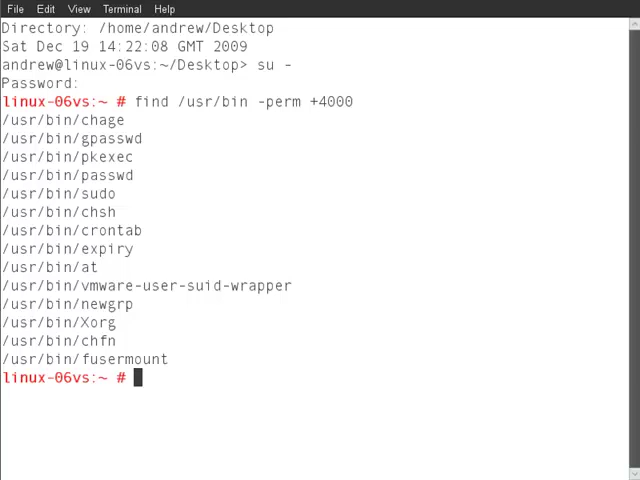 File Edit View Terminal Help
Directory: /home/andrew/Desktop
Sat Dec 19 14:22:08 GMT 2009
andrew@linux-06vs:~/Desktop> su -
Password:
linux-06vs:~ # find /usr/bin -perm +4000
/usr/bin/chage
/usr/bin/gpasswd
/usr/bin/pkexec
/usr/bin/passwd
/usr/bin/sudo
/usr/bin/chsh
/usr/bin/crontab
/usr/bin/expiry
/usr/bin/at
/usr/bin/vmware-user-suid-wrapper
/usr/bin/newgrp
/usr/bin/Xorg
/usr/bin/chfn
/usr/bin/fusermount
linux-06vs:~ #